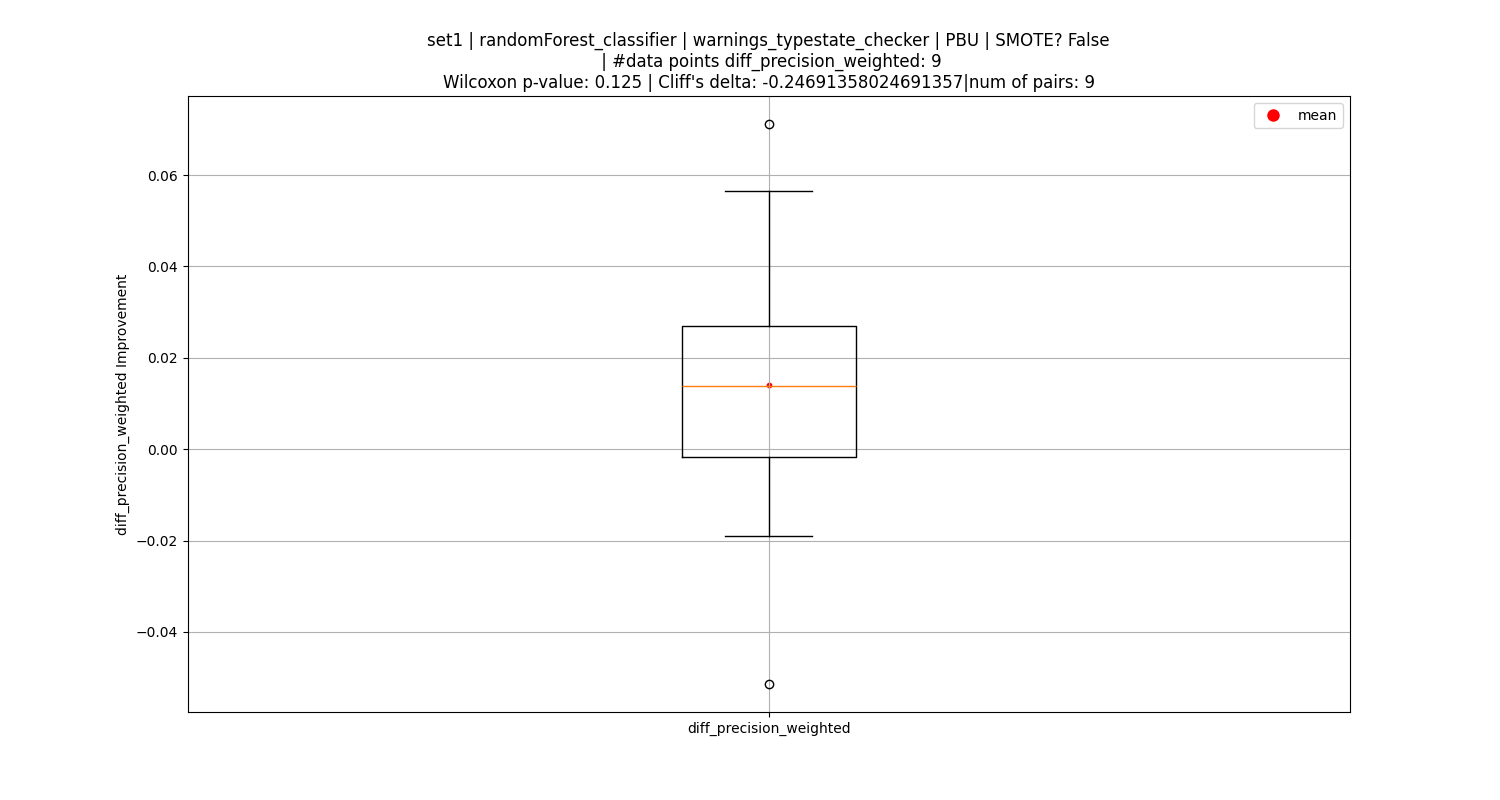 set1 | randomForest_classifier | warnings_typestate_checker | PBU | SMOTE? False
| #data points diff_precision_weighted: 9
Wilcoxon p-value: 0.125 | Cliff's delta: -0.24691358024691357|num of pairs: 9
mean
0.06
0.04
0.02
0.00
−0.02
−0.04
diff_precision_weighted Improvement
diff_precision_weighted